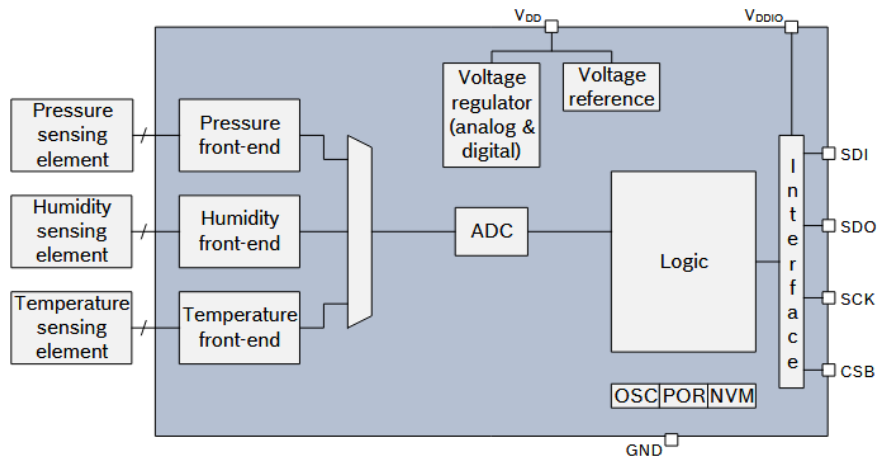 VDD
VDDIO
Voltage
regulator
(analog &
digital)
Voltage
reference
Pressure
sensing
element
Pressure
front-end
Humidity
sensing
element
Humidity
front-end
Temperature
sensing
element
Temperature
front-end
ADC
Logic
OSC POR NVM
Interface
SDI
SDO
SCK
CSB
GND